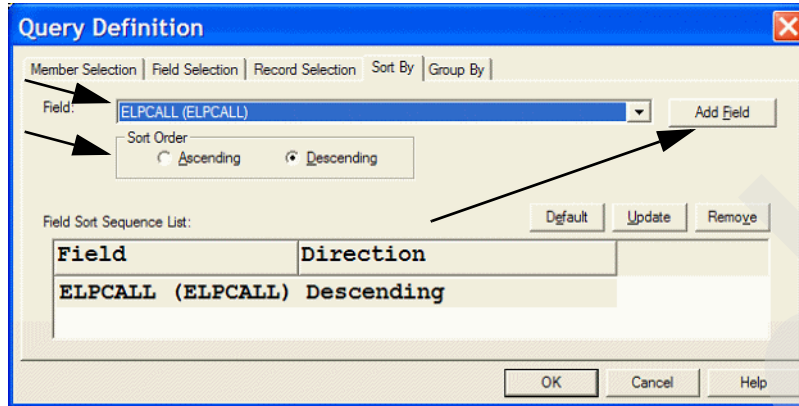 Query Definition
Member Selection Field Selection Record Selection Sort By Group By
Field: ELPCALL (ELPCALL) Add Field
Sort Order
Ascending Descending
Field Sort Sequence List: Default Update Remove
Field Direction
ELPCALL (ELPCALL) Descending
OK Cancel Help